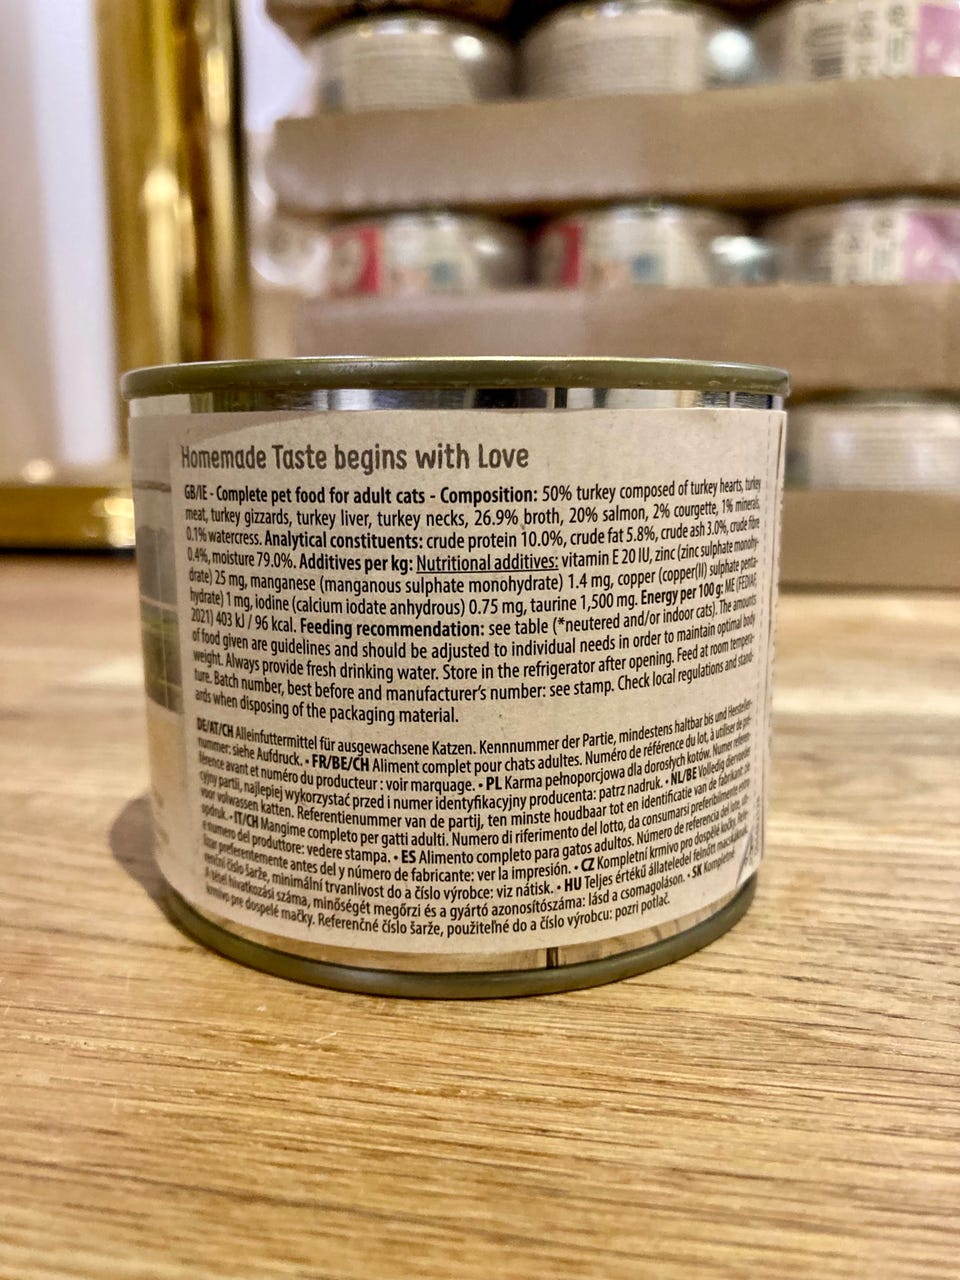 Homemade Taste begins with Love
GB/IE - Complete pet food for adult cats - Composition: 50% turkey composed of turkey hearts, turkey
meat, turkey gizzards, turkey liver, turkey necks, 26.9% broth, 20% salmon, 2% courgette, 1% minerals,
0.1% watercress. Analytical constituents: crude protein 10.0%, crude fat 5.8%, crude ash 3.0%, crude fibre
0.4%, moisture 79.0%. Additives per kg: Nutritional additives: vitamin E 20 IU, zinc (zinc sulphate monohy-
drate) 25 mg, manganese (manganous sulphate monohydrate) 1.4 mg, copper (copper(II) sulphate penta-
hydrate) 1 mg, iodine (calcium iodate anhydrous) 0.75 mg, taurine 1,500 mg. Energy per 100 g: ME (FEDIAF,
2021) 403 kJ / 96 kcal. Feeding recommendation: see table (*neutered and/or indoor cats). The amounts
of food given are guidelines and should be adjusted to individual needs in order to maintain optimal body
weight. Always provide fresh drinking water. Store in the refrigerator after opening. Feed at room tempera-
ture. Batch number, best before and manufacturer's number: see stamp. Check local regulations and stand-
ards when disposing of the packaging material.
DE/AT/CH Alleinfuttermittel für ausgewachsene Katzen. Kennnummer der Partie, mindestens haltbar bis und Hersteller-
nummer: siehe Aufdruck. • FR/BE/CH Aliment complet pour chats adultes. Numéro de référence du lot, à utiliser de pré-
férence avant et numéro du producteur : voir marquage. • PL Karma pełnoporcjowa dla dorosłych kotów. Numer referen-
cyjny partii, najlepiej wykorzystać przed i numer identyfikacyjny producenta: patrz nadruk. • NL/BE Volledig diervoeder
voor volwassen katten. Referentienummer van de partij, ten minste houdbaar tot en identificatie van de fabrikant: zie
opdruk. • IT/CH Mangime completo per gatti adulti. Numero di riferimento del lotto, da consumarsi preferibilmente entro
e numero del produttore: vedere stampa. • ES Alimento completo para gatos adultos. Número de referencia del lote, uti-
lizar preferentemente antes del y número de fabricante: ver la impresión. • CZ Kompletní krmivo pro dospělé kočky. Refe-
renční číslo šarže, minimální trvanlivost do a číslo výrobce: viz nátisk. • HU Teljes értékű állateledel felnőtt macskáknak.
A tétel hivatkozási száma, minőségét megőrzi és a gyártó azonosítószáma: lásd a csomagoláson. • SK Kompletné
krmivo pre dospelé mačky. Referenčné číslo šarže, použiteľné do a číslo výrobcu: pozri potlač.